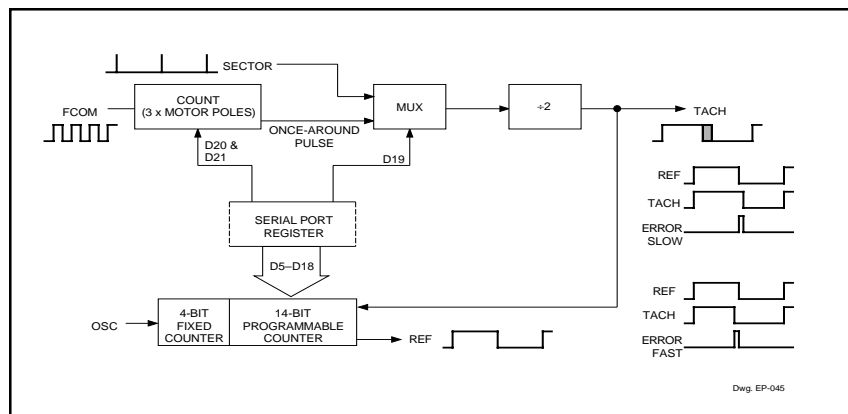 SECTOR
FCOM
COUNT
(3 x MOTOR POLES)
MUX
÷2
TACH
ONCE-AROUND
PULSE
D20 &
D21
D19
REF
TACH
ERROR
SLOW
SERIAL PORT
REGISTER
D5–D18
REF
TACH
ERROR
FAST
OSC
4-BIT
FIXED
COUNTER
14-BIT
PROGRAMMABLE
COUNTER
REF
Dwg. EP-045